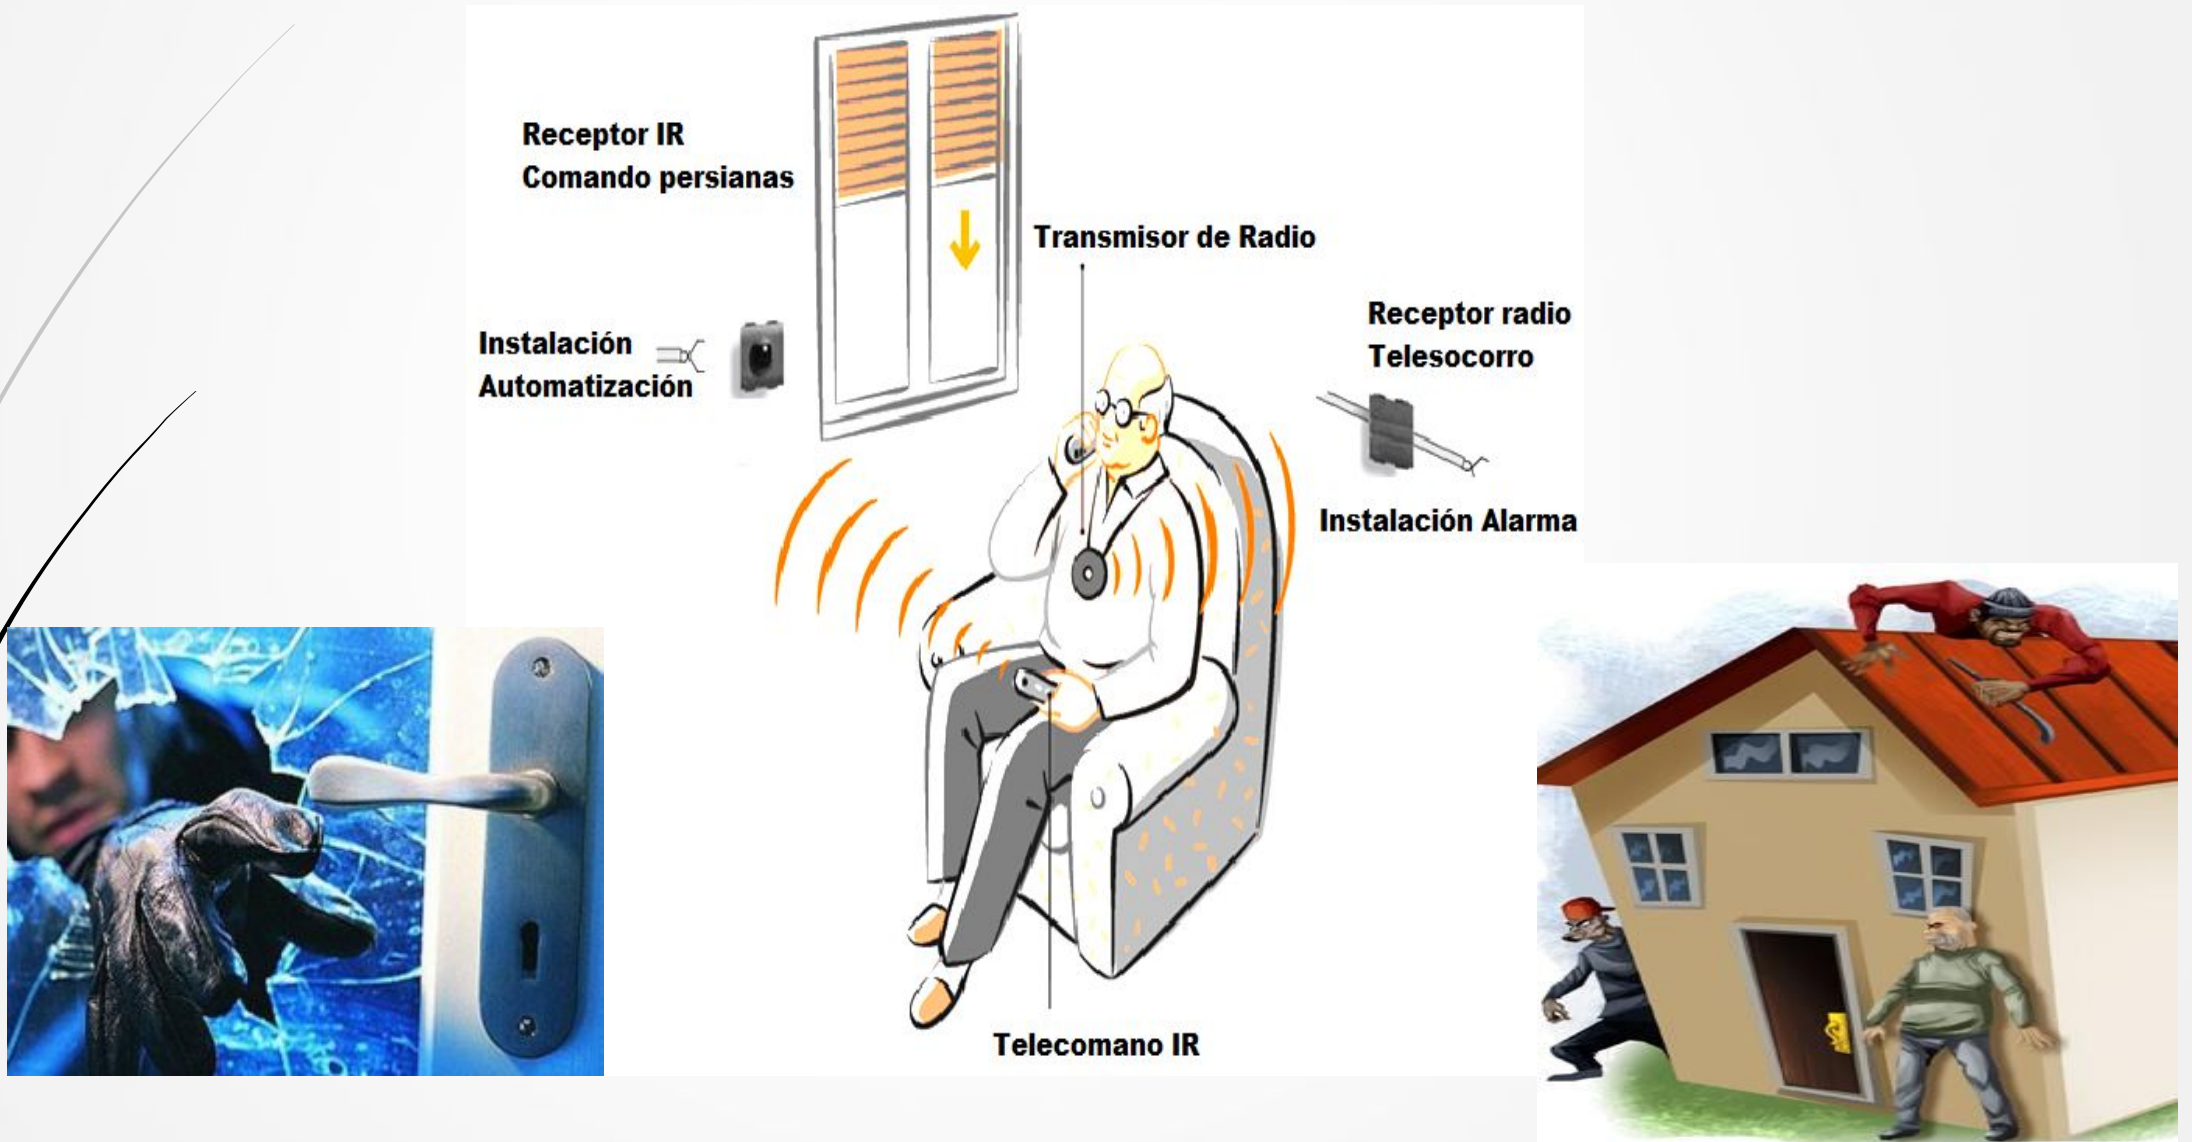 Receptor IR
Comando persianas
Transmisor de Radio
Receptor radio
Telesocorro
Instalación
Automatización
Instalación Alarma
Telecomano IR